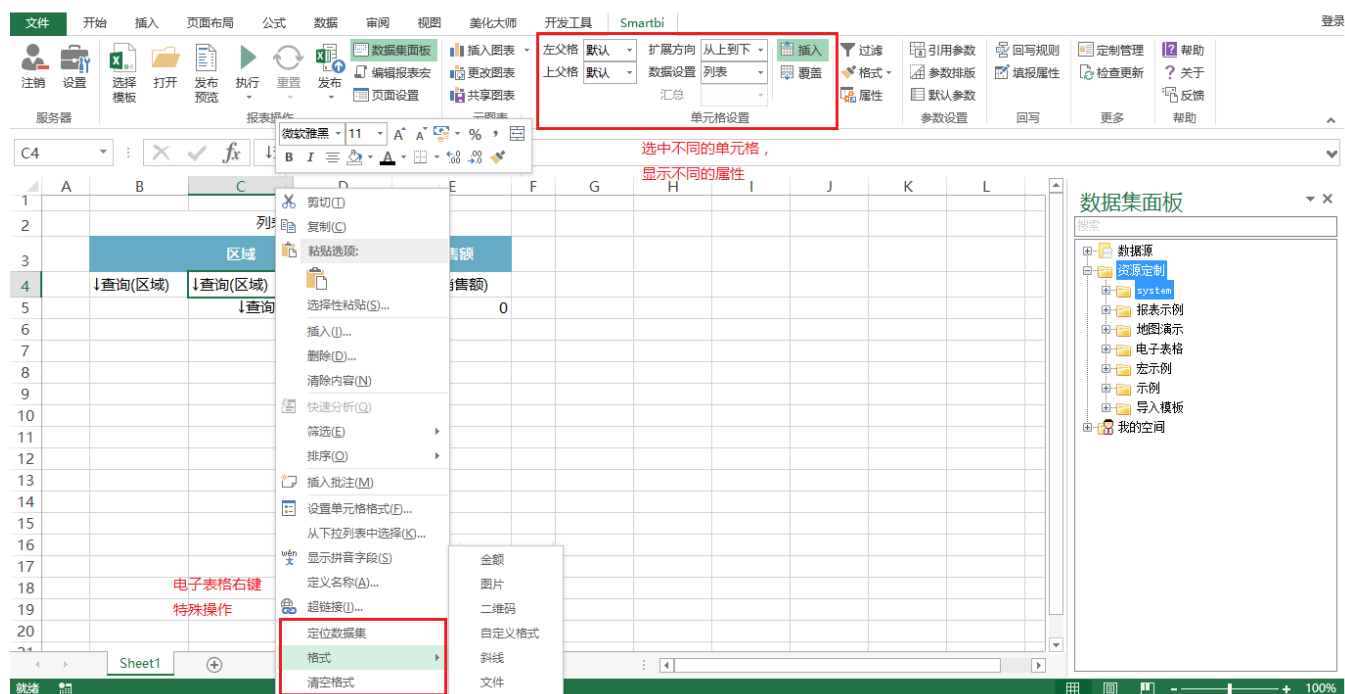 文件 开始 插入 页面布局 公式 数据 审阅 视图 美化大师 开发工具 Smartbi 登录
数据集面板 插入图表 左父格 默认 扩展方向 从上到下 插入 过滤 引用参数 回写规则 定制管理 帮助
注销 设置 选择模板 打开 发布预览 执行 重置 发布 编辑报表宏 更改图表 上父格 默认 数据设置 列表 覆盖 格式 参数排版 填报属性 检查更新 关于
页面设置 共享图表 汇总 属性 默认参数 反馈
服务器 报表操作 云图表 单元格设置 参数设置 回写 更多 帮助
微软雅黑 11 A A % ,
B I A .00
C4 fx
选中不同的单元格，
显示不同的属性
A B C D E F G H I J K L
1
2 列表
3 区域 售额
4 ↓查询(区域) ↓查询(区域) 销售额)
5 ↓查询 0
6
7
8
9
10
11
12
13
14
15
16
17
18 电子表格右键
19 特殊操作
20
21
剪切(T)
复制(C)
粘贴选项:
选择性粘贴(S)...
插入(I)...
删除(D)...
清除内容(N)
快速分析(Q)
筛选(E)
排序(O)
插入批注(M)
设置单元格格式(F)...
从下拉列表中选择(K)...
wén
文 显示拼音字段(S)
定义名称(A)...
超链接(I)...
定位数据集
格式
清空格式
金额
图片
二维码
自定义格式
斜线
文件
数据集面板
搜索
数据源
资源定制
system
报表示例
地图演示
电子表格
宏示例
示例
导入模板
我的空间
Sheet1
就绪 100%